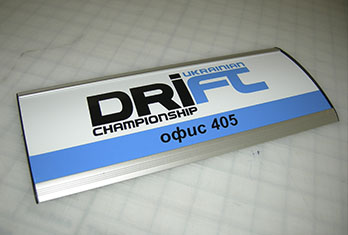 UKRAINIAN
DRIFT
CHAMPIONSHIP
офис 405